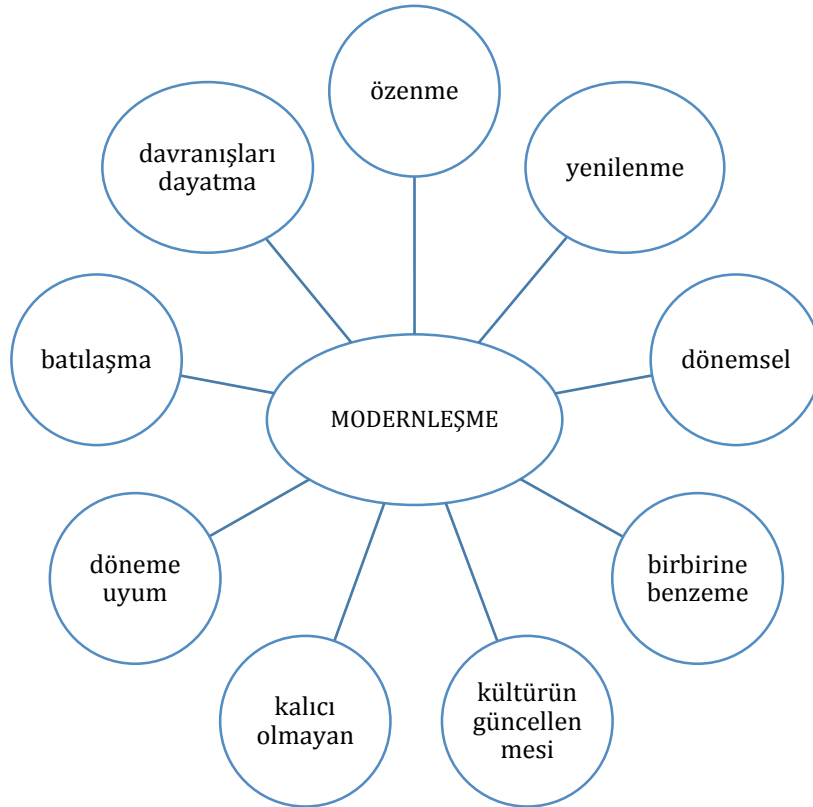 özenme
davranışları
dayatma
yenilenme
batılaşma
dönemsel
MODERNLEŞME
döneme
uyum
birbirine
benzeme
kalıcı
olmayan
kültürün
güncellen
mesi